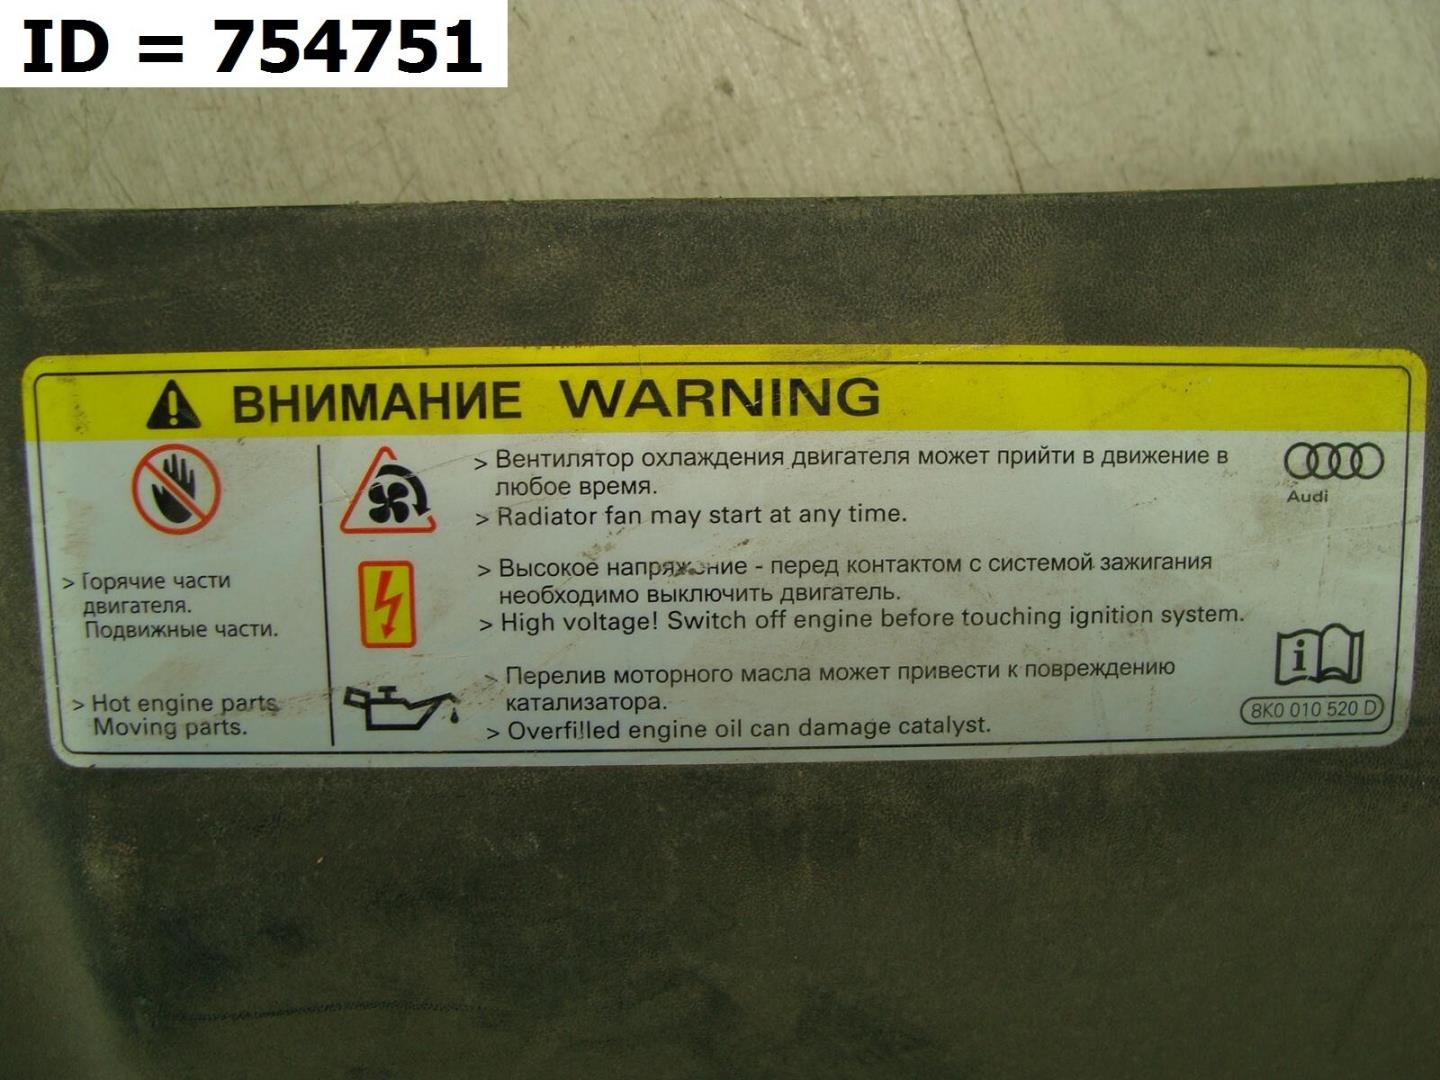 ID = 754751
ВНИМАНИЕ WARNING
> Горячие части
двигателя.
Подвижные части.
> Hot engine parts.
Moving parts.
> Вентилятор охлаждения двигателя может прийти в движение в
любое время.
> Radiator fan may start at any time.
> Высокое напряжение - перед контактом с системой зажигания
необходимо выключить двигатель.
> High voltage! Switch off engine before touching ignition system.
> Перелив моторного масла может привести к повреждению
катализатора.
> Overfilled engine oil can damage catalyst.
Audi
i
8K0 010 520 D